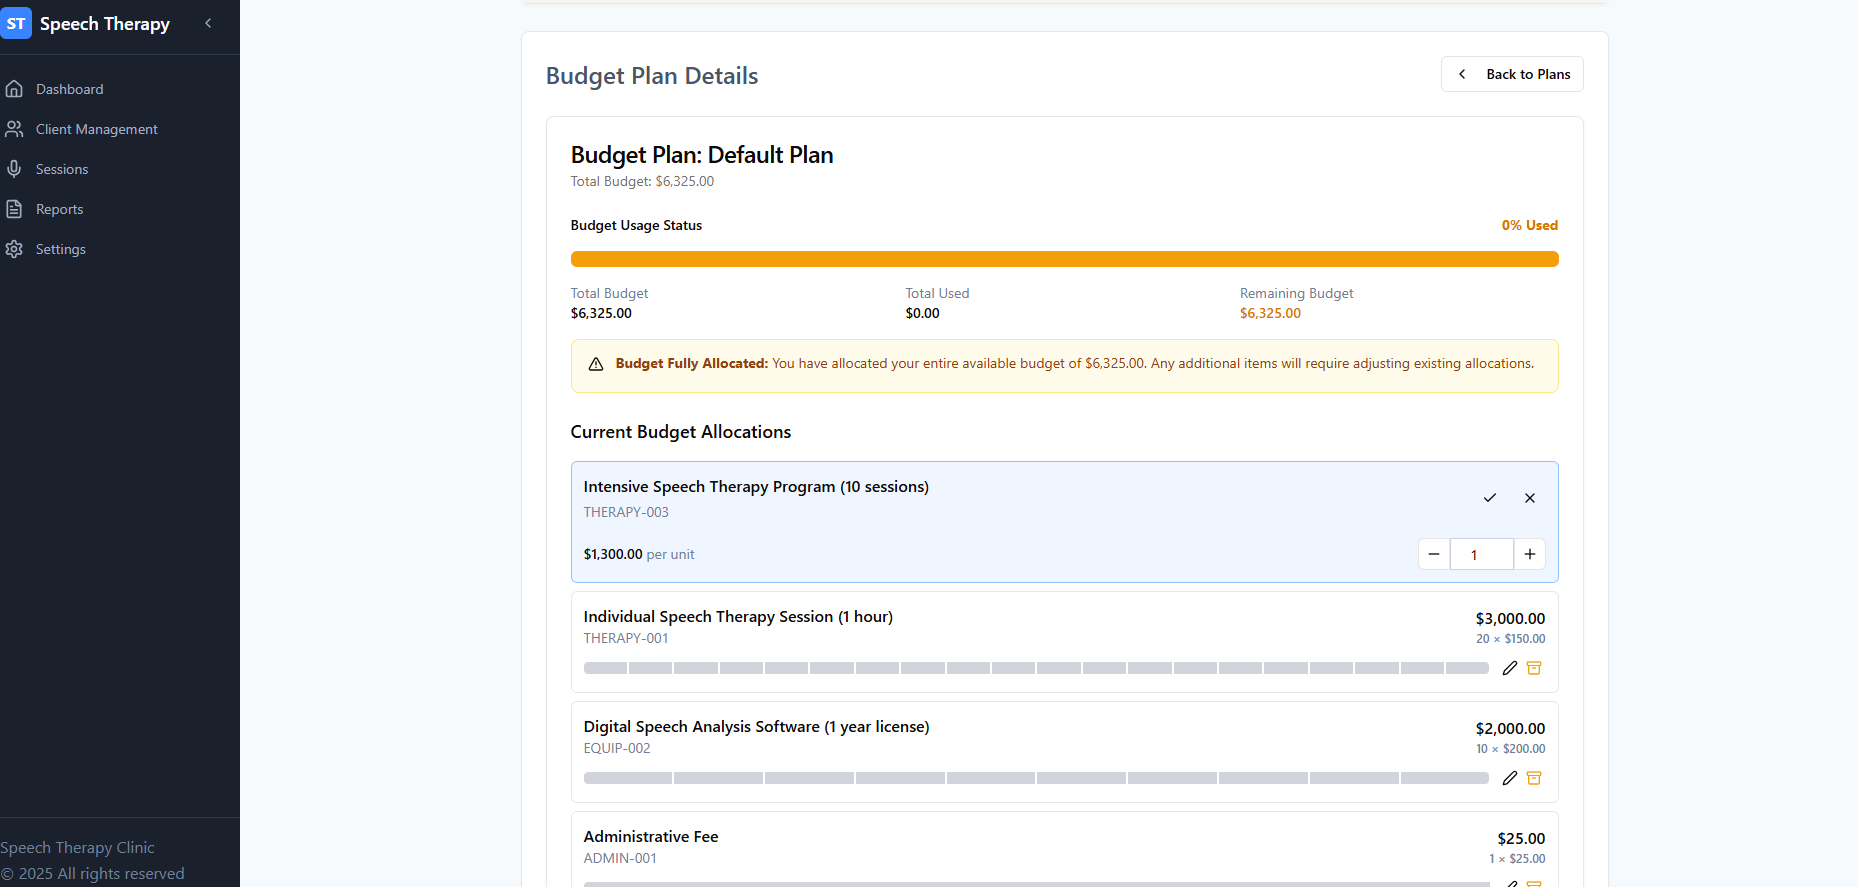 ST Speech Therapy
Dashboard
Client Management
Sessions
Reports
Settings
Speech Therapy Clinic
© 2025 All rights reserved
Budget Plan Details
Back to Plans
Budget Plan: Default Plan
Total Budget: $6,325.00
Budget Usage Status
0% Used
Total Budget
$6,325.00
Total Used
$0.00
Remaining Budget
$6,325.00
Budget Fully Allocated: You have allocated your entire available budget of $6,325.00. Any additional items will require adjusting existing allocations.
Current Budget Allocations
Intensive Speech Therapy Program (10 sessions)
THERAPY-003
$1,300.00 per unit
1
Individual Speech Therapy Session (1 hour)
THERAPY-001
$3,000.00
20 × $150.00
Digital Speech Analysis Software (1 year license)
EQUIP-002
$2,000.00
10 × $200.00
Administrative Fee
ADMIN-001
$25.00
1 × $25.00